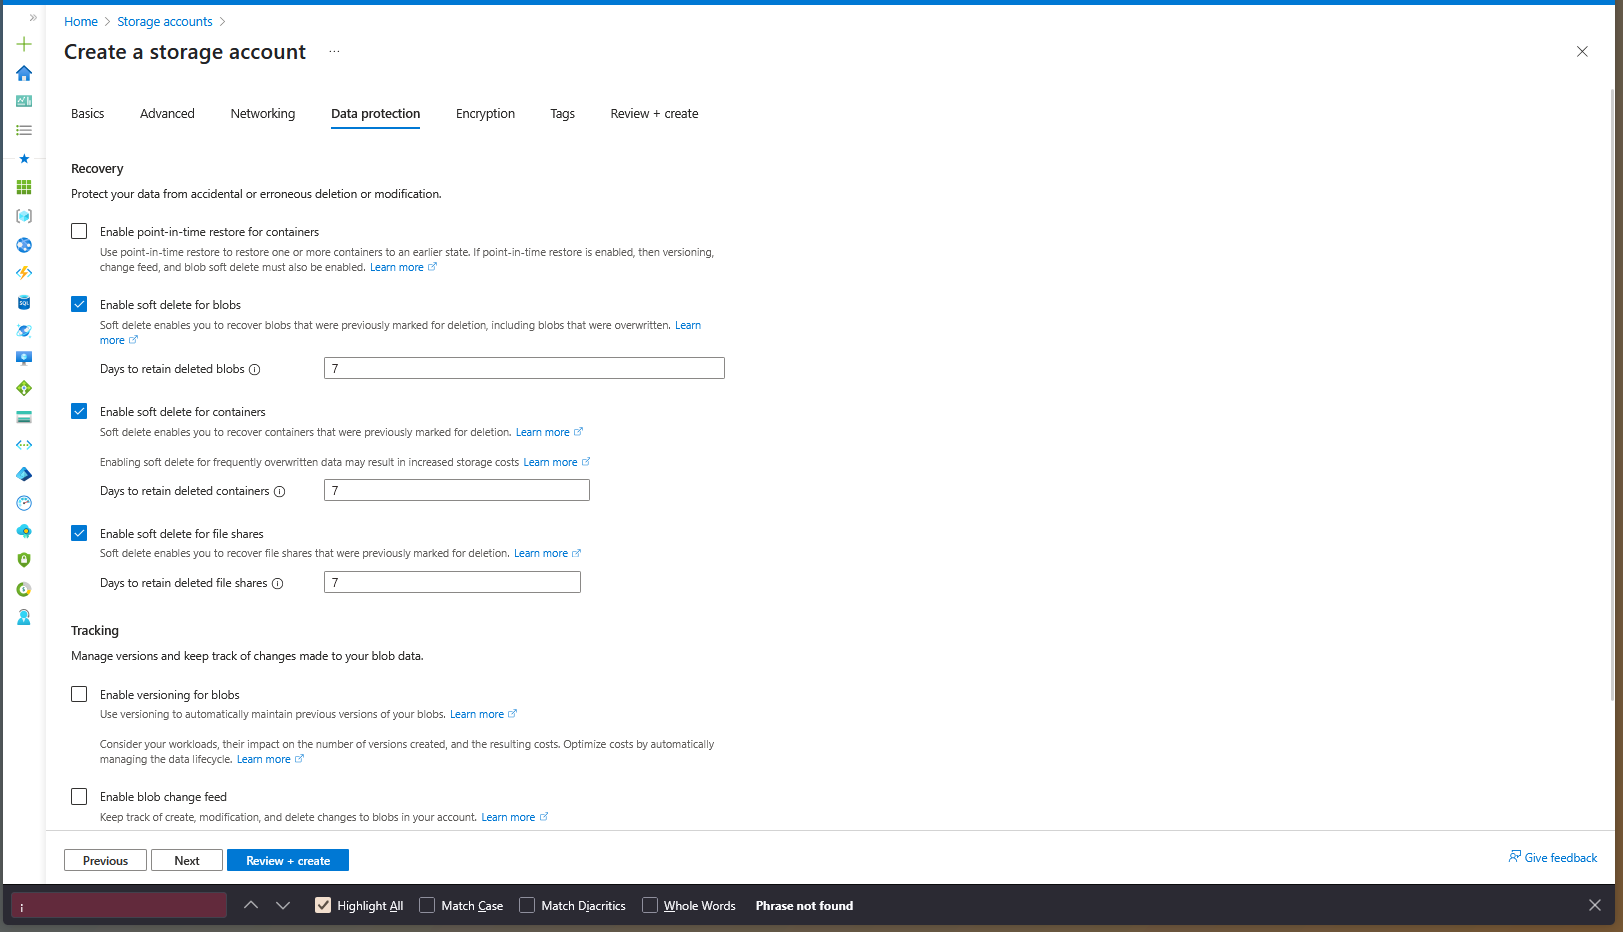 Home > Storage accounts >
Create a storage account ...
Basics Advanced Networking Data protection Encryption Tags Review + create
Recovery
Protect your data from accidental or erroneous deletion or modification.
Enable point-in-time restore for containers
Use point-in-time restore to restore one or more containers to an earlier state. If point-in-time restore is enabled, then versioning,
change feed, and blob soft delete must also be enabled. Learn more
Enable soft delete for blobs
Soft delete enables you to recover blobs that were previously marked for deletion, including blobs that were overwritten. Learn
more
Days to retain deleted blobs 7
Enable soft delete for containers
Soft delete enables you to recover containers that were previously marked for deletion. Learn more
Enabling soft delete for frequently overwritten data may result in increased storage costs Learn more
Days to retain deleted containers 7
Enable soft delete for file shares
Soft delete enables you to recover file shares that were previously marked for deletion. Learn more
Days to retain deleted file shares 7
Tracking
Manage versions and keep track of changes made to your blob data.
Enable versioning for blobs
Use versioning to automatically maintain previous versions of your blobs. Learn more
Consider your workloads, their impact on the number of versions created, and the resulting costs. Optimize costs by automatically
managing the data lifecycle. Learn more
Enable blob change feed
Keep track of create, modification, and delete changes to blobs in your account. Learn more
Previous Next Review + create Give feedback
¡ Highlight All Match Case Match Diacritics Whole Words Phrase not found